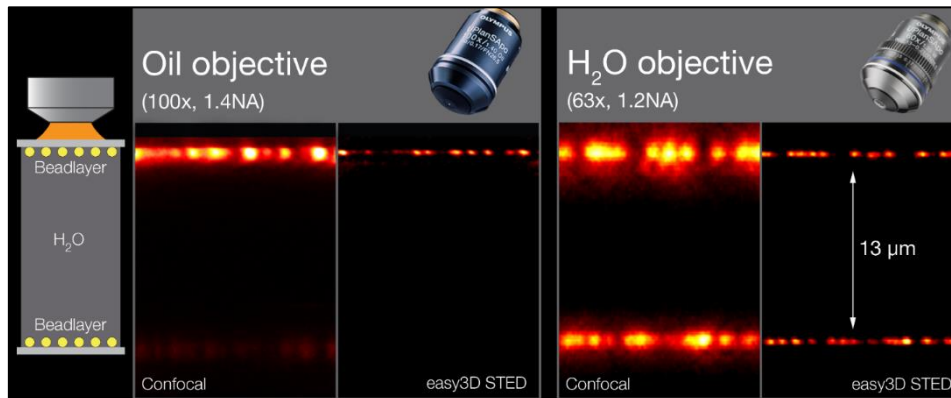 Oil objective
(100x, 1.4NA)
H₂O objective
(63x, 1.2NA)
OLYMPUS
Beadlayer
H₂O
Beadlayer
Confocal
easy3D STED
13 µm
Confocal
easy3D STED